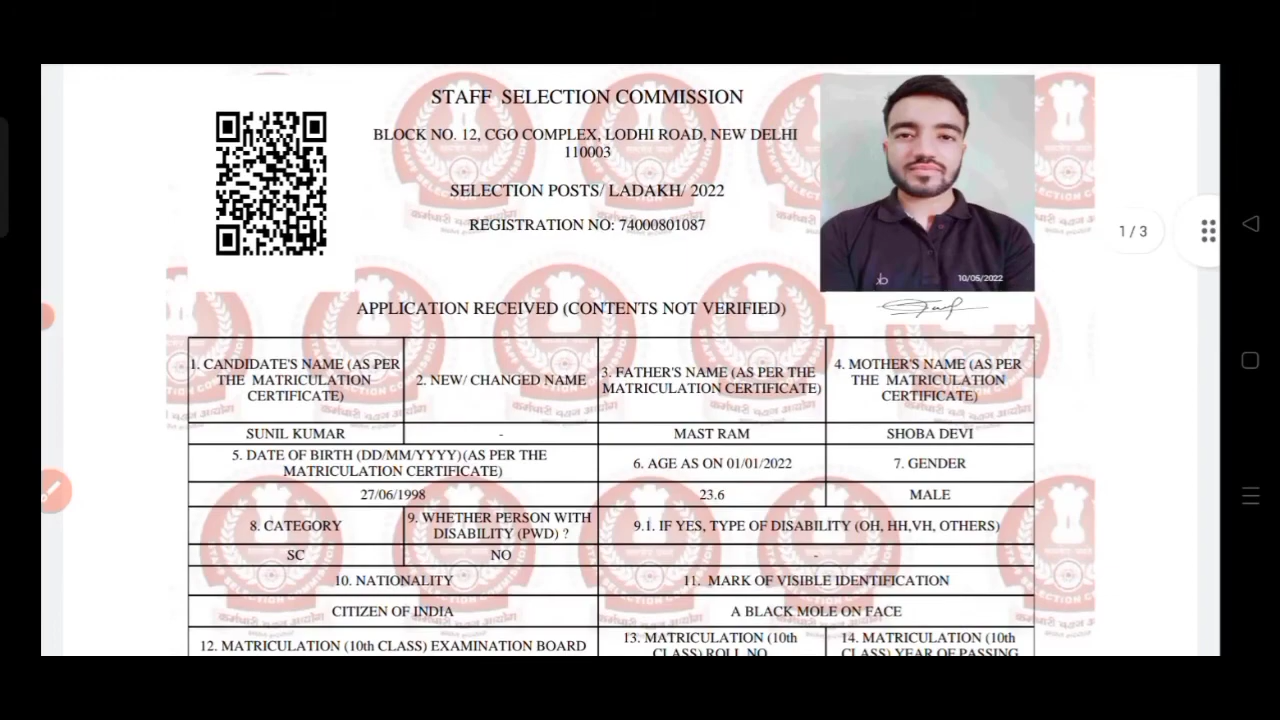 STAFF SELECTION COMMISSION
BLOCK NO. 12, CGO COMPLEX, LODHI ROAD, NEW DELHI
110003
SELECTION POSTS/ LADAKH/ 2022
REGISTRATION NO: 74000801087
10/05/2022
1 / 3
APPLICATION RECEIVED (CONTENTS NOT VERIFIED)
1. CANDIDATE'S NAME (AS PER
THE MATRICULATION
CERTIFICATE)
2. NEW/ CHANGED NAME
3. FATHER'S NAME (AS PER THE
MATRICULATION CERTIFICATE)
4. MOTHER'S NAME (AS PER
THE MATRICULATION
CERTIFICATE)
SUNIL KUMAR
-
MAST RAM
SHOBA DEVI
5. DATE OF BIRTH (DD/MM/YYYY)(AS PER THE
MATRICULATION CERTIFICATE)
6. AGE AS ON 01/01/2022
7. GENDER
27/06/1998
23.6
MALE
8. CATEGORY
9. WHETHER PERSON WITH
DISABILITY (PWD) ?
9.1. IF YES, TYPE OF DISABILITY (OH, HH,VH, OTHERS)
SC
NO
-
10. NATIONALITY
11. MARK OF VISIBLE IDENTIFICATION
CITIZEN OF INDIA
A BLACK MOLE ON FACE
12. MATRICULATION (10th CLASS) EXAMINATION BOARD
13. MATRICULATION (10th
CLASS) ROLL NO
14. MATRICULATION (10th
CLASS) YEAR OF PASSING